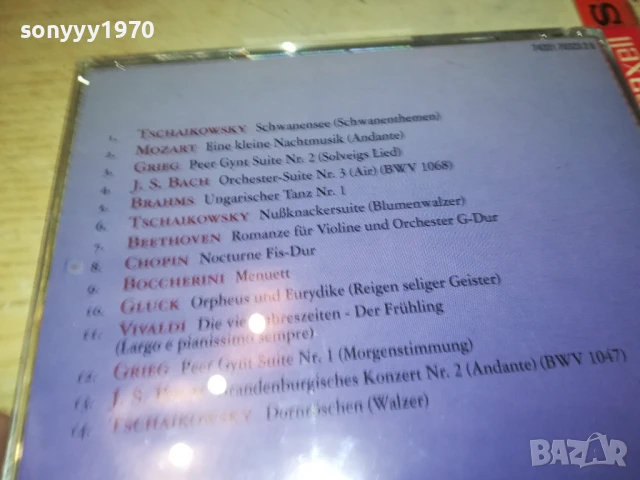 sonyyy1970
1. TSCHAIKOWSKY Schwanensee (Schwanenthemen)
2. MOZART Eine kleine Nachtmusik (Andante)
3. GRIEG Peer Gynt Suite Nr. 2 (Solveigs Lied)
4. J. S. BACH Orchester-Suite Nr. 3 (Air) (BWV 1068)
5. BRAHMS Ungarischer Tanz Nr. 1
6. TSCHAIKOWSKY Nußknackersuite (Blumenwalzer)
7. BEETHOVEN Romanze für Violine und Orchester G-Dur
8. CHOPIN Nocturne Fis-Dur
9. BOCCHERINI Menuett
10. GLUCK Orpheus und Eurydike (Reigen seliger Geister)
11. VIVALDI Die vier Jahreszeiten - Der Frühling
(Largo e pianissimo sempre)
12. GRIEG Peer Gynt Suite Nr. 1 (Morgenstimmung)
13. J. S. Brandenburgisches Konzert Nr. 2 (Andante) (BWV 1047)
14. TSCHAIKOWSKY Dornröschen (Walzer)
BAZAR